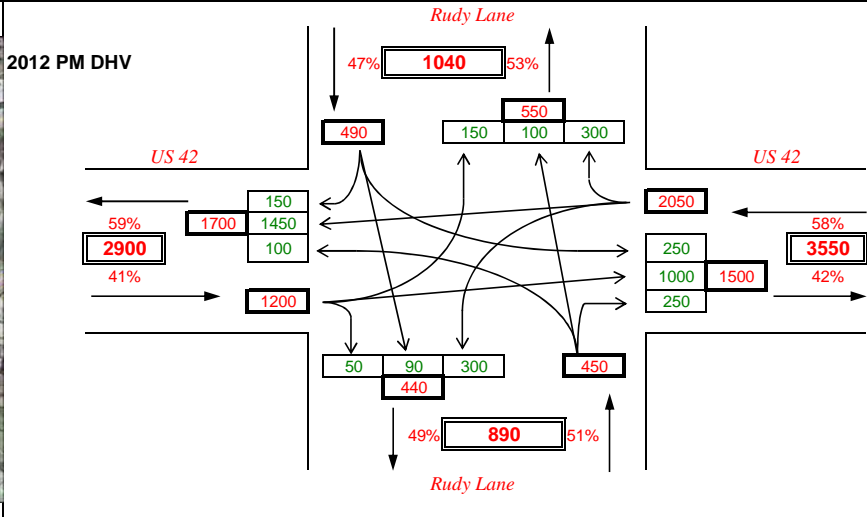 Rudy Lane
2012 PM DHV
47% 1040 53%
550
490 150 100 300
US 42 US 42
150 2050
59% 1700 1450 58%
2900 100 250 3550
41% 1000 1500 42%
1200 250
50 90 300 450
440
49% 890 51%
Rudy Lane